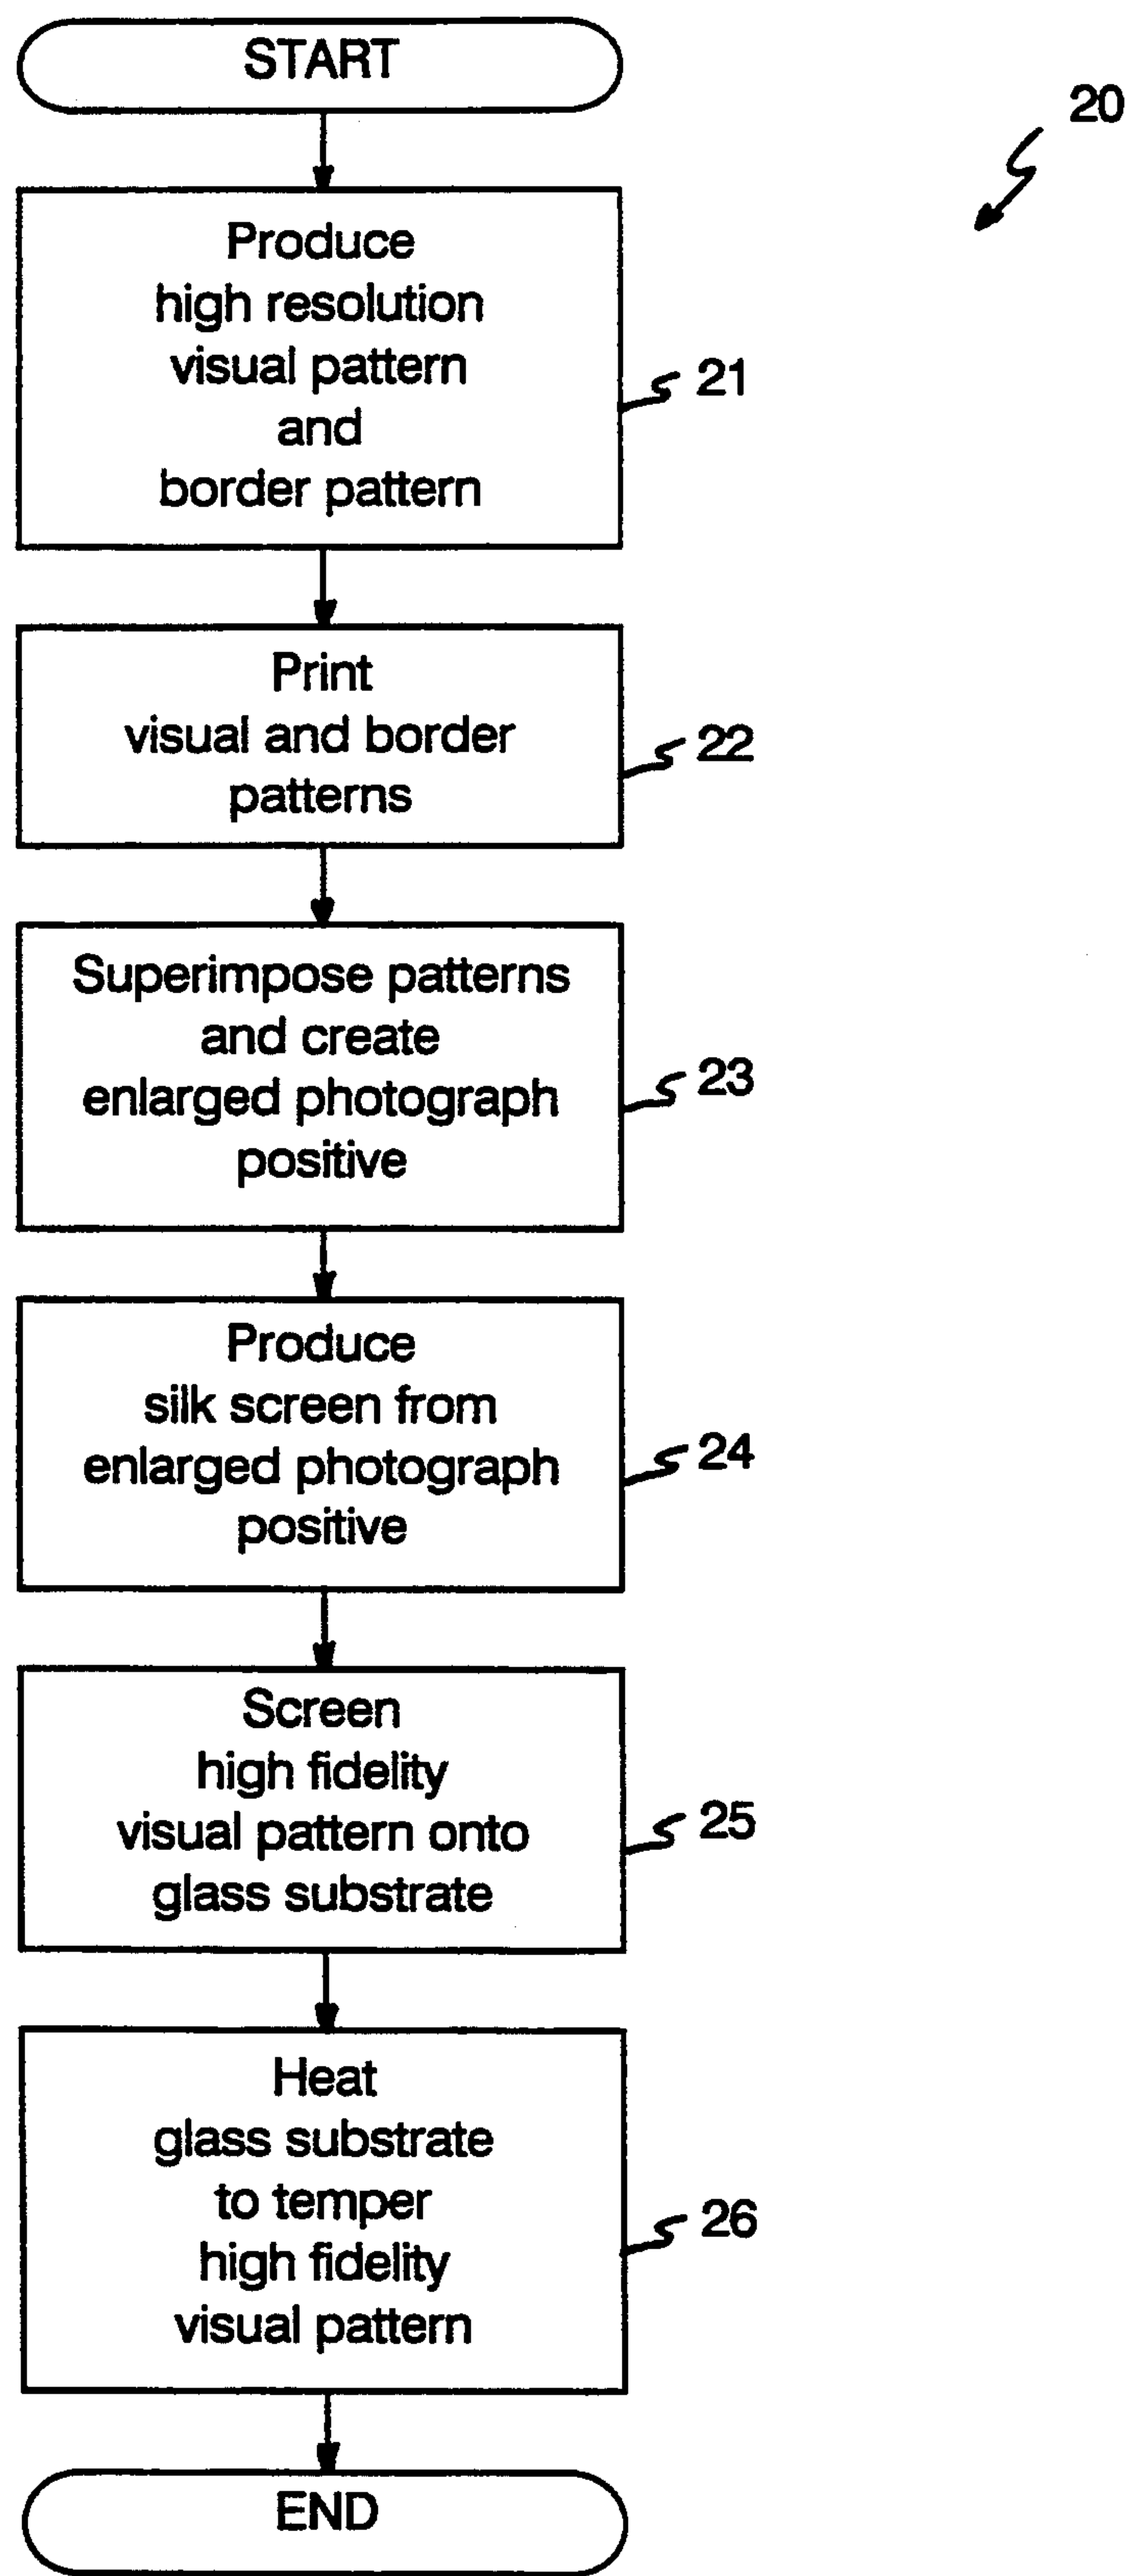 START
20
Produce
high resolution
visual pattern
and
border pattern
21
Print
visual and border
patterns
22
Superimpose patterns
and create
enlarged photograph
positive
23
Produce
silk screen from
enlarged photograph
positive
24
Screen
high fidelity
visual pattern onto
glass substrate
25
Heat
glass substrate
to temper
high fidelity
visual pattern
26
END